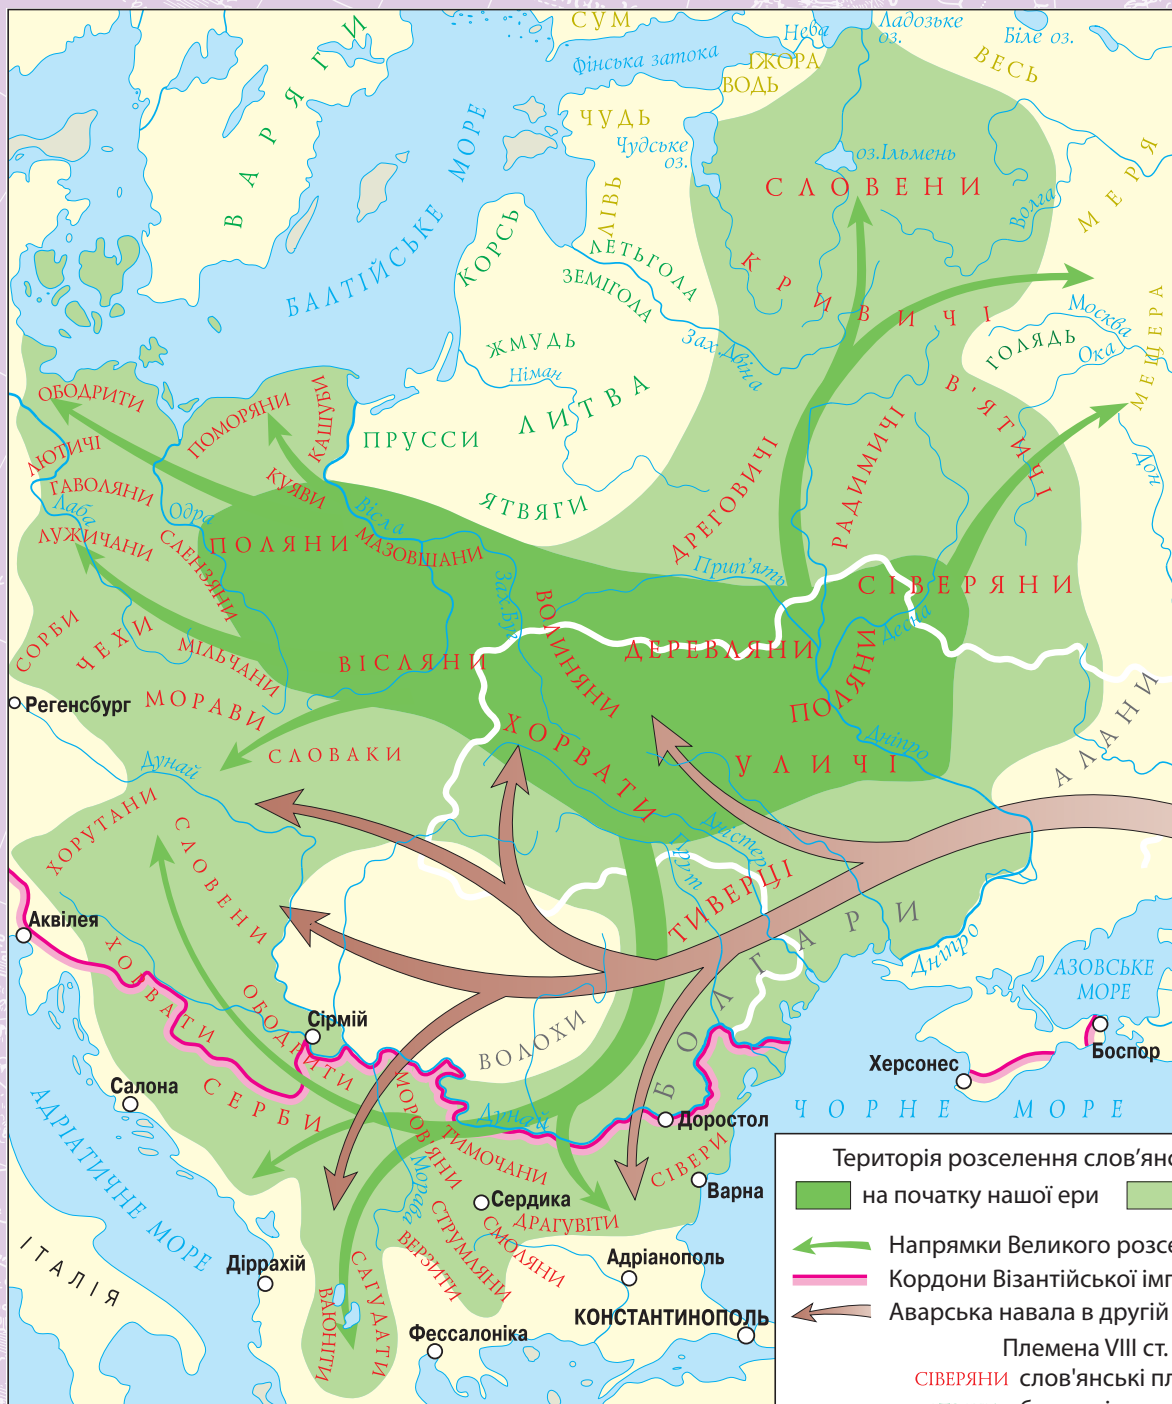 СУМ
Нева
Ладозьке
оз.
Біле оз.
Фінська затока
ІЖОРА
ВОДЬ
ВЕСЬ
ВАРЯГИ
ЧУДЬ
Чудське
оз.
оз.Ільмень
СЛОВЕНИ
Волга
МЕРЯ
БАЛТІЙСЬКЕ МОРЕ
ЛІВЬ
КОРСЬ
ЛЕТЬГОЛА
ЗЕМІГОЛА
КРИВИЧІ
Москва
Ока
ГОЛЯДЬ
МЕЩЕРА
ЖМУДЬ
Німан
Зах.Двіна
ЛИТВА
ПРУССИ
ЯТВЯГИ
В'ЯТИЧІ
Дон
ОБОДРИТИ
ПОМОРЯНИ
КАШУБИ
ЛЮТИЧІ
ГАВОЛЯНИ
Лаба
ЛУЖИЧАНИ
Одра
СЛЕНЗЯНИ
КУЯВИ
Вісла
ПОЛЯНИ
МАЗОВШАНИ
Зах.Буг
ДРЕГОВИЧІ
РАДИМИЧІ
Прип'ять
СІВЕРЯНИ
Десна
СОРБИ
ЧЕХИ
МІЛЬЧАНИ
ВІСЛЯНИ
ВОЛИНЯНИ
ДЕРЕВЛЯНИ
ПОЛЯНИ
Регенсбург
МОРАВИ
СЛОВАКИ
ХОРВАТИ
УЛИЧІ
Дніпро
АЛАНИ
Дунай
ХОРУТАНИ
СЛОВЕНИ
Дністер
Прут
ТИВЕРЦІ
Аквілея
ХОРВАТИ
ОБОДРИТИ
Сірмій
ВОЛОХИ
БОЛГАРИ
Дніпро
АЗОВСЬКЕ
МОРЕ
Боспор
Херсонес
Салона
СЕРБИ
МОРОВ'ЯНИ
Дунай
Доростол
ЧОРНЕ МОРЕ
АДРІАТИЧНЕ МОРЕ
ТИМОЧАНИ
Морава
СІВЕРИ
Варна
Сердика
ДРАГУВІТИ
СТРУМЛЯНИ
СМОЛЯНИ
ВЕРЗИТИ
ІТАЛІЯ
Діррахій
САГУДАТИ
ВАЮНІТИ
Адріанополь
КОНСТАНТИНОПОЛЬ
Фессалоніка
Територія розселення слов'янс
на початку нашої ери
Напрямки Великого розсе
Кордони Візантійської імп
Аварська навала в другій
Племена VIII ст.
СІВЕРЯНИ слов'янські пл